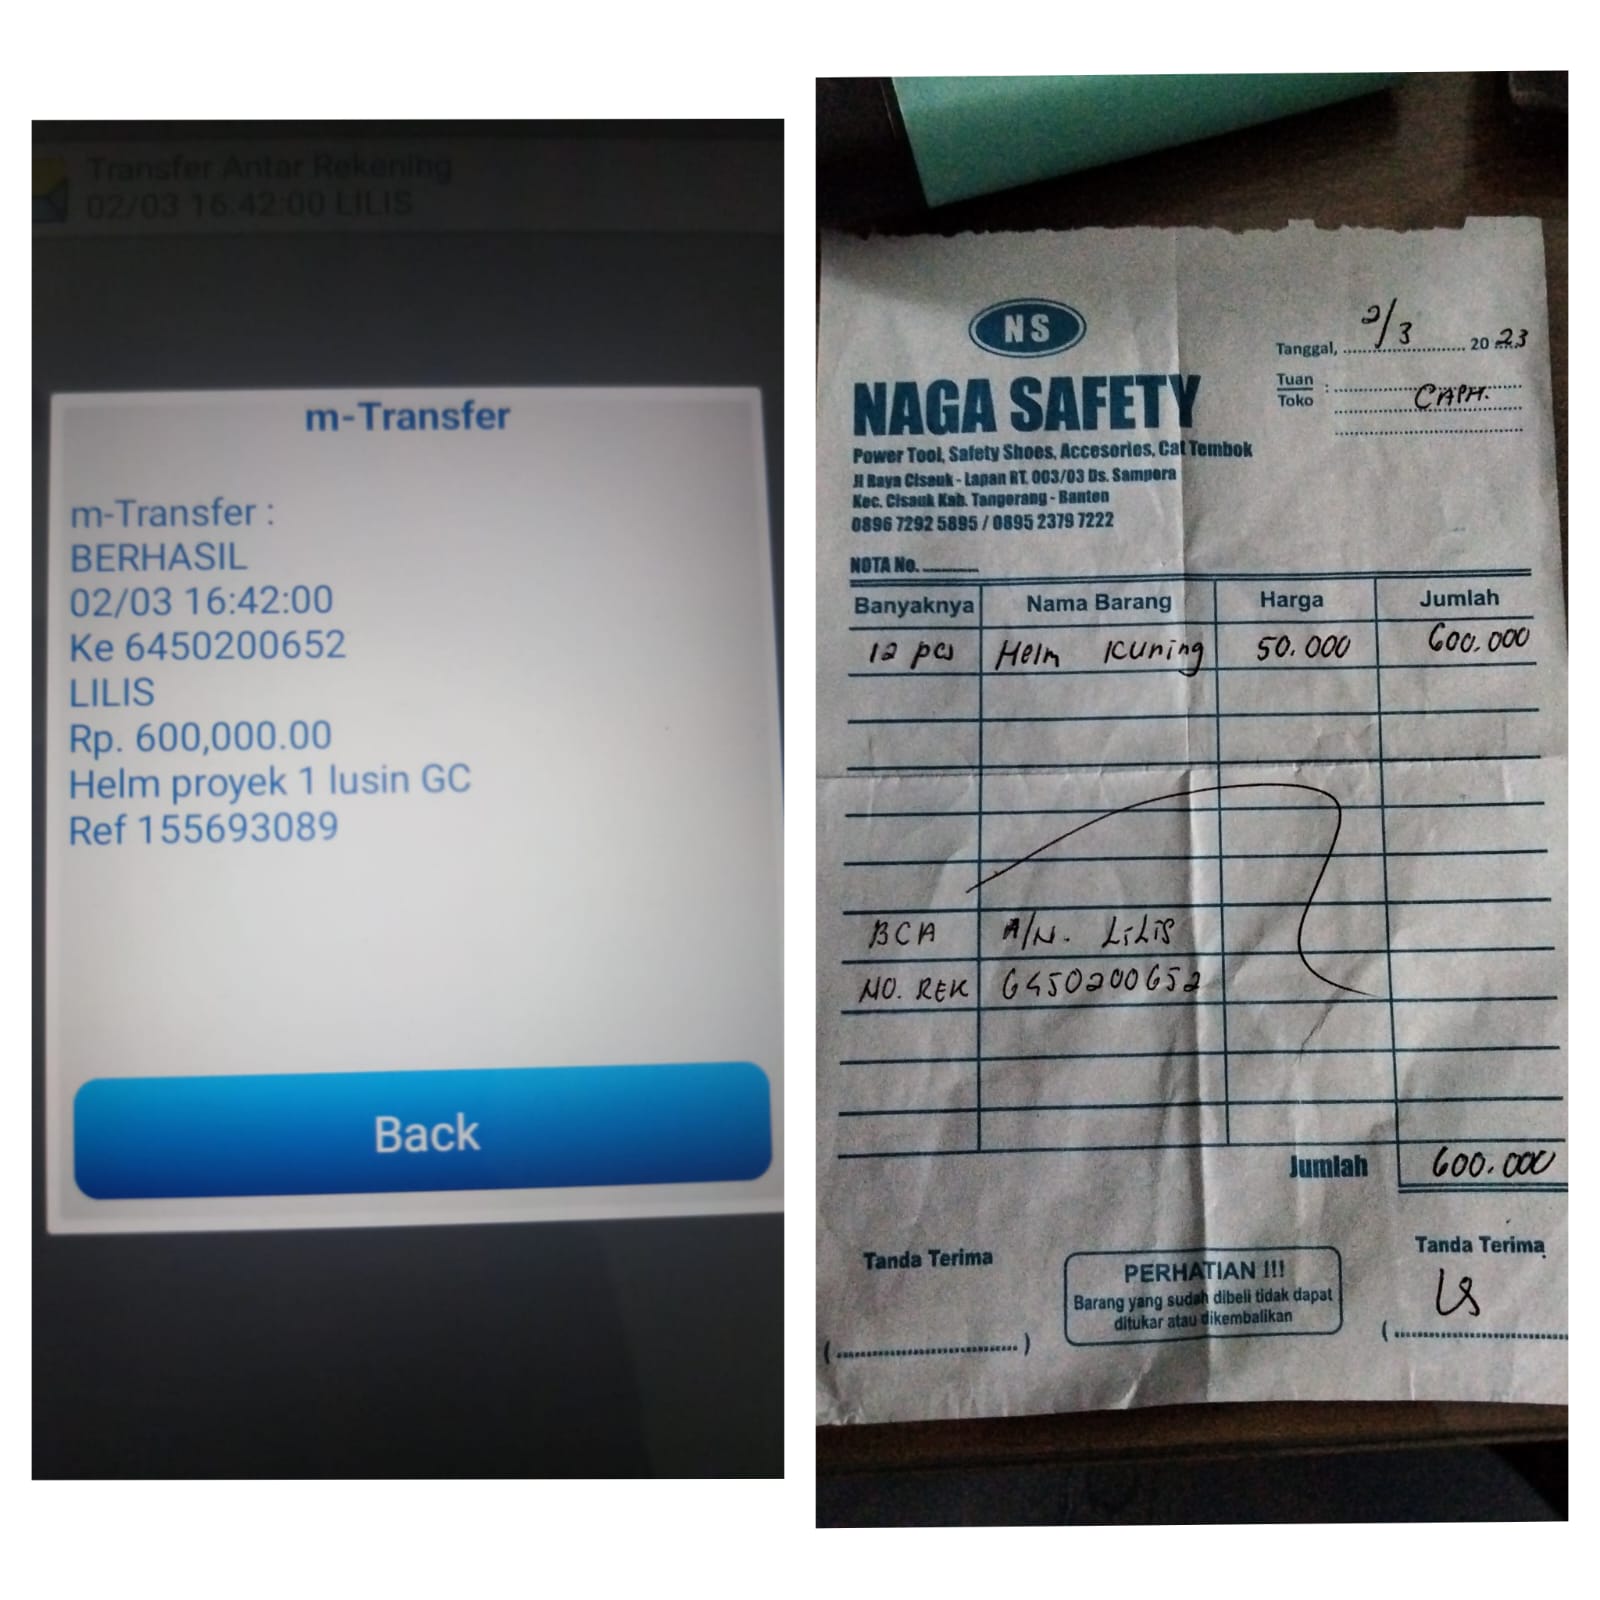 Transfer Antar Rekening
02/03 16:42:00 LILIS
m-Transfer
m-Transfer :
BERHASIL
02/03 16:42:00
Ke 6450200652
LILIS
Rp. 600,000.00
Helm proyek 1 lusin GC
Ref 155693089
Back
NS
Tanggal, 2/3 2023
NAGA SAFETY
Tuan
Toko : CAPH.
Power Tool, Safety Shoes, Accesories, Cat Tembok
Jl Raya Cisauk - Lapan RT. 003/03 Ds. Sampora
Kec. Cisauk Kab. Tangerang - Banten
0896 7292 5895 / 0895 2379 7222
NOTA No.
Banyaknya Nama Barang Harga Jumlah
12 pcs Helm Kuning 50.000 600.000
BCA A/N. LiLiS
NO. REK 6450200652
Jumlah 600.000
Tanda Terima
Tanda Terima
PERHATIAN !!!
Barang yang sudah dibeli tidak dapat
ditukar atau dikembalikan